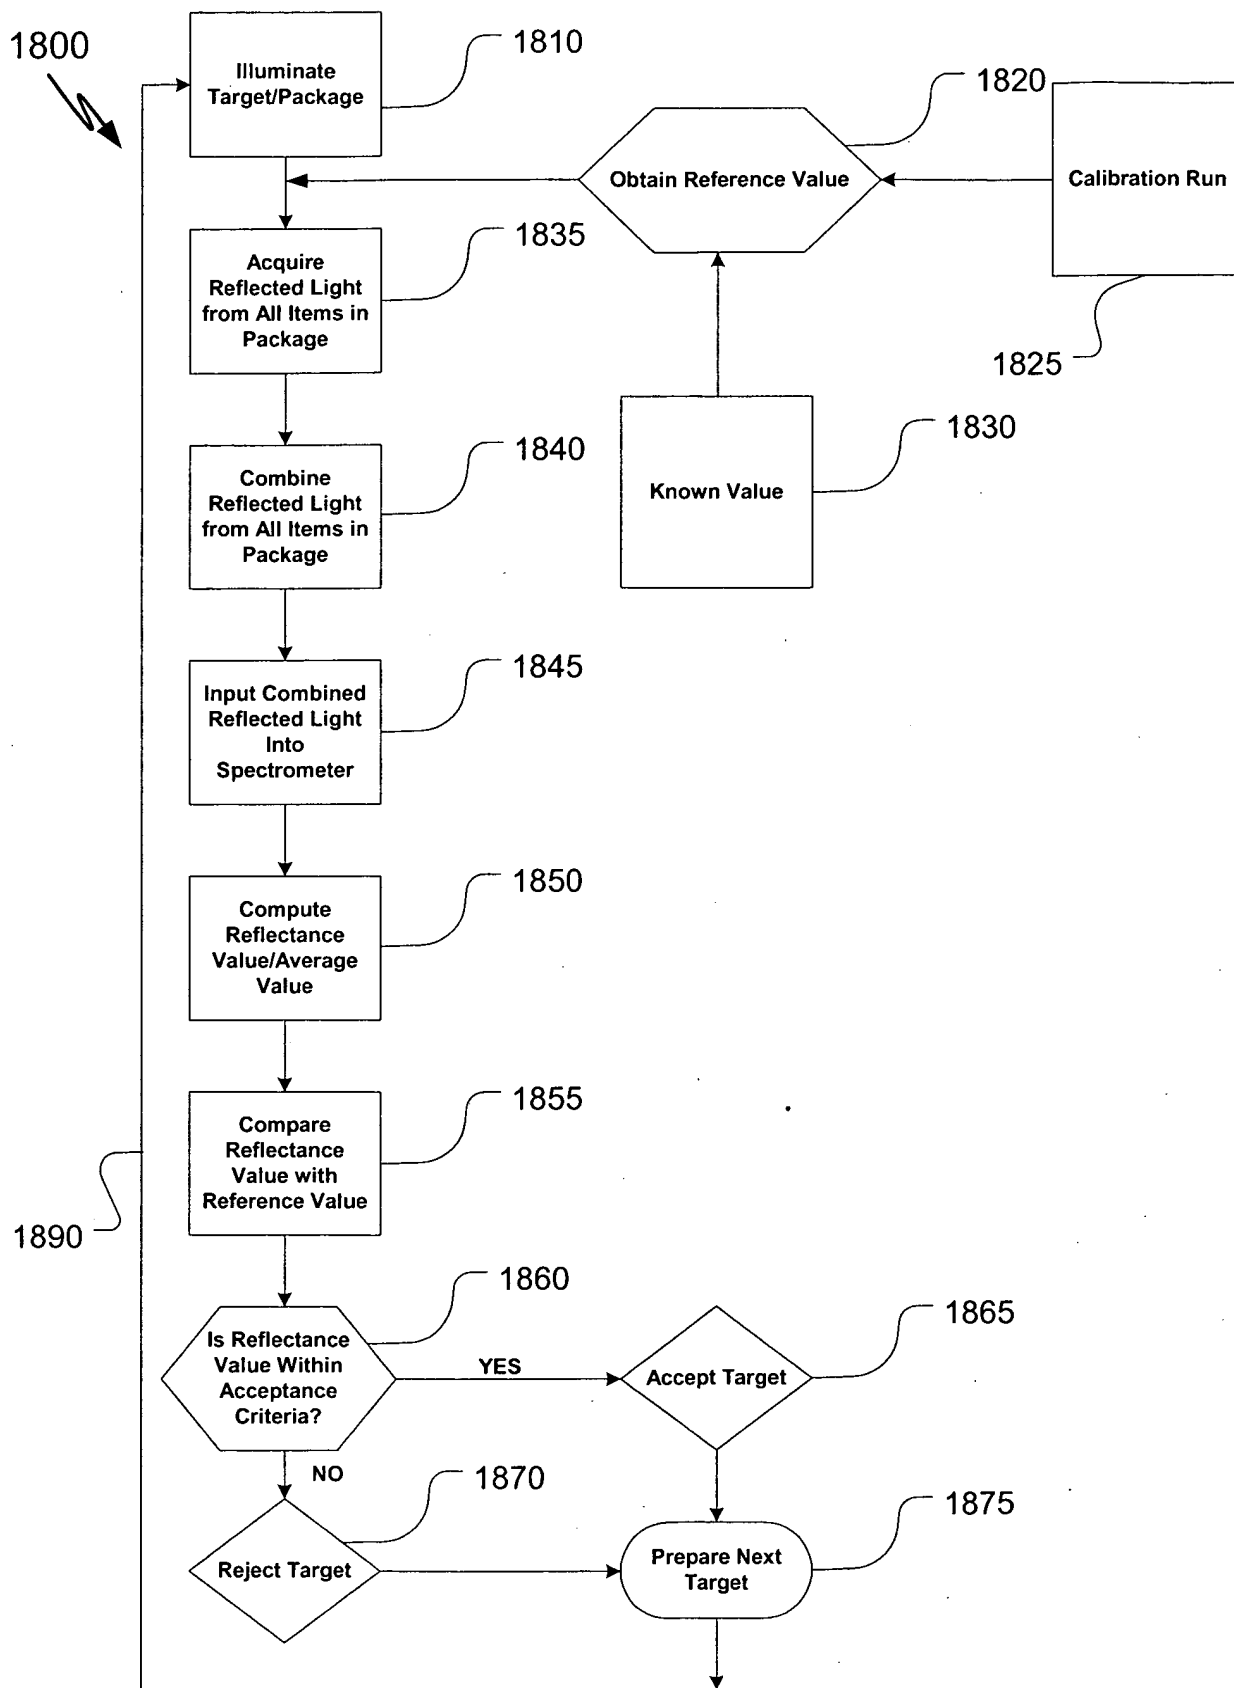 1800
Illuminate
Target/Package
1810
1820
Obtain Reference Value
Calibration Run
1825
Known Value
1830
Acquire
Reflected Light
from All Items in
Package
1835
Combine
Reflected Light
from All Items in
Package
1840
Input Combined
Reflected Light
Into
Spectrometer
1845
Compute
Reflectance
Value/Average
Value
1850
Compare
Reflectance
Value with
Reference Value
1855
1890
Is Reflectance
Value Within
Acceptance
Criteria?
1860
YES
Accept Target
1865
NO
Reject Target
1870
Prepare Next
Target
1875